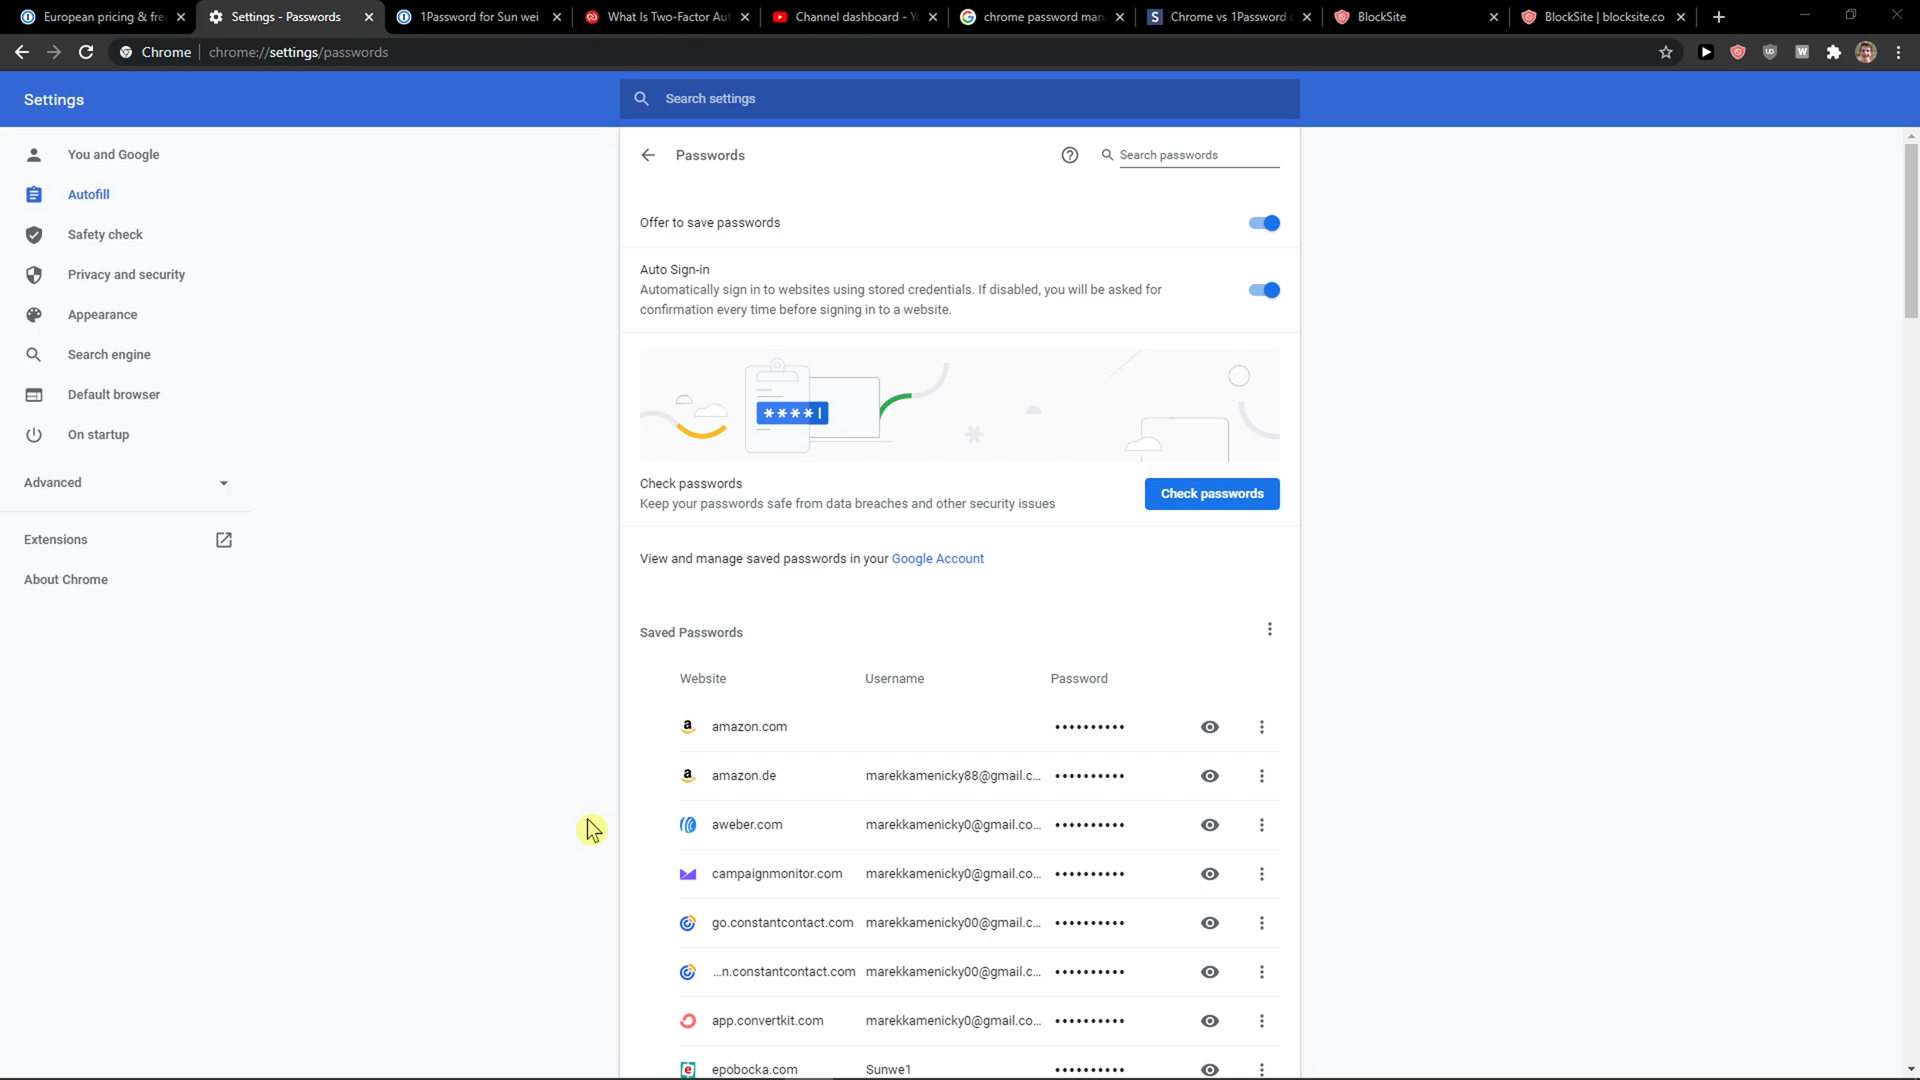 European pricing & fre
Settings - Passwords
1Password for Sun wei
What Is Two-Factor Aut
Channel dashboard - Yo
chrome password man
Chrome vs 1Password c
BlockSite
BlockSite | blocksite.co
Chrome
chrome://settings/passwords
Settings
Search settings
You and Google
Autofill
Safety check
Privacy and security
Appearance
Search engine
Default browser
On startup
Advanced
Extensions
About Chrome
Passwords
Search passwords
Offer to save passwords
Auto Sign-in
Automatically sign in to websites using stored credentials. If disabled, you will be asked for
confirmation every time before signing in to a website.
****|
Check passwords
Keep your passwords safe from data breaches and other security issues
Check passwords
View and manage saved passwords in your Google Account
Saved Passwords
Website Username Password
amazon.com ••••••••••
amazon.de marekkamenicky88@gmail.c... ••••••••••
aweber.com marekkamenicky0@gmail.co... ••••••••••
campaignmonitor.com marekkamenicky0@gmail.co... ••••••••••
go.constantcontact.com marekkamenicky00@gmail.c... ••••••••••
...n.constantcontact.com marekkamenicky00@gmail.c... ••••••••••
app.convertkit.com marekkamenicky0@gmail.co... ••••••••••
epobocka.com Sunwe1 ••••••••••